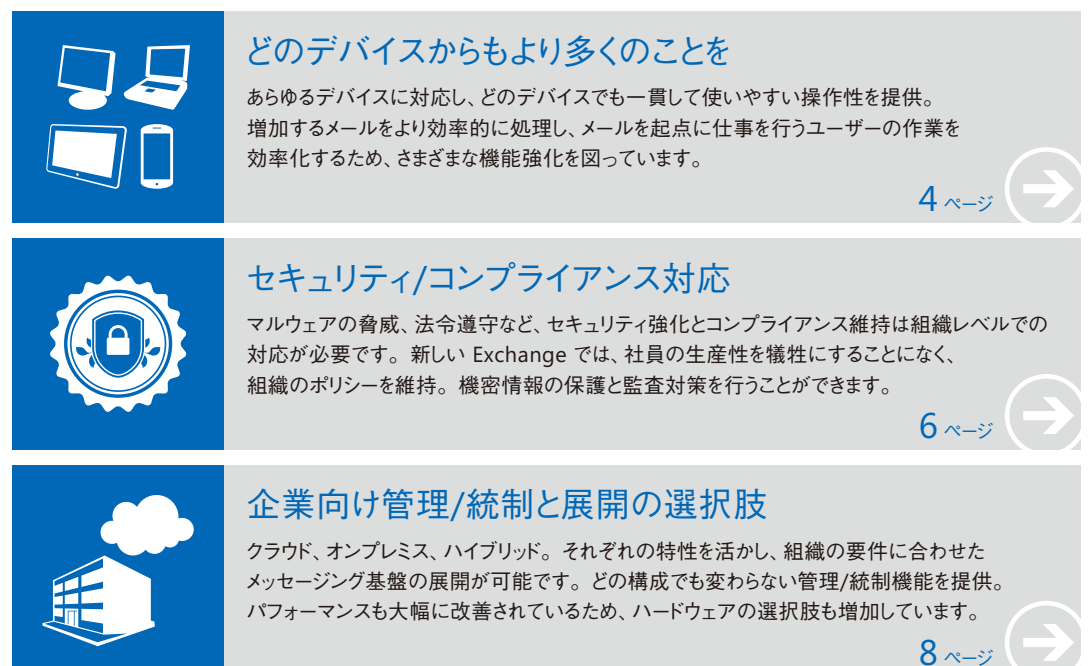 どのデバイスからもより多くのことを
あらゆるデバイスに対応し、どのデバイスでも一貫して使いやすい操作性を提供。
増加するメールをより効率的に処理し、メールを起点に仕事を行うユーザーの作業を
効率化するため、さまざまな機能強化を図っています。
4 ページ
セキュリティ/コンプライアンス対応
マルウェアの脅威、法令遵守など、セキュリティ強化とコンプライアンス維持は組織レベルでの
対応が必要です。新しい Exchange では、社員の生産性を犠牲にすることになく、
組織のポリシーを維持。機密情報の保護と監査対策を行うことができます。
6 ページ
企業向け管理/統制と展開の選択肢
クラウド、オンプレミス、ハイブリッド。それぞれの特性を活かし、組織の要件に合わせた
メッセージング基盤の展開が可能です。どの構成でも変わらない管理/統制機能を提供。
パフォーマンスも大幅に改善されているため、ハードウェアの選択肢も増加しています。
8 ページ